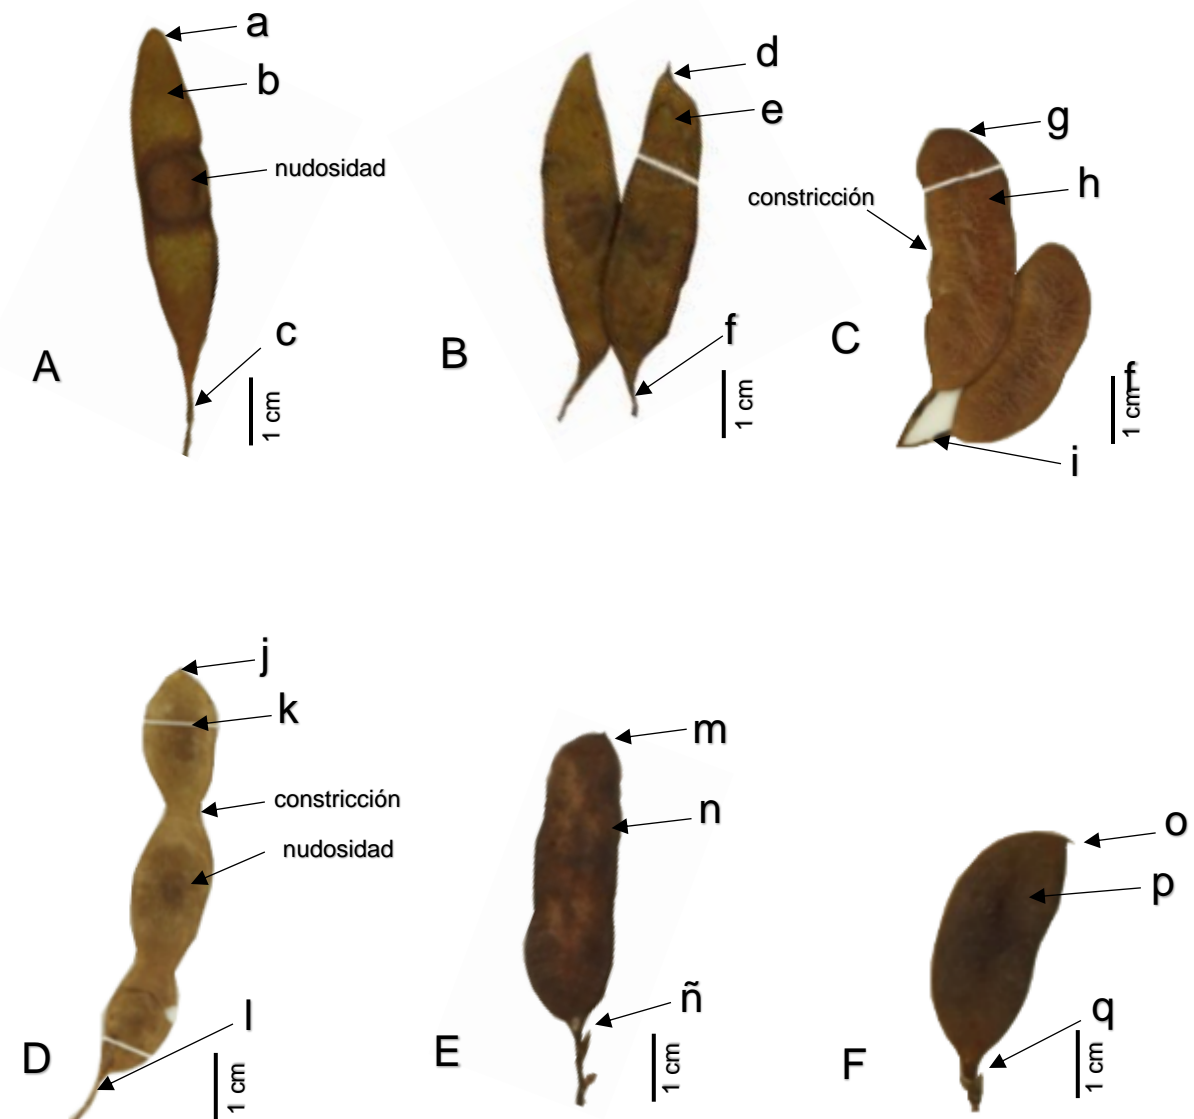 a
b
nudosidad
c
A
1 cm
d
e
f
B
1 cm
g
h
constricción
C
f
1 cm
i
j
k
constricción
nudosidad
l
D
1 cm
m
n
ñ
E
1 cm
o
p
q
F
1 cm